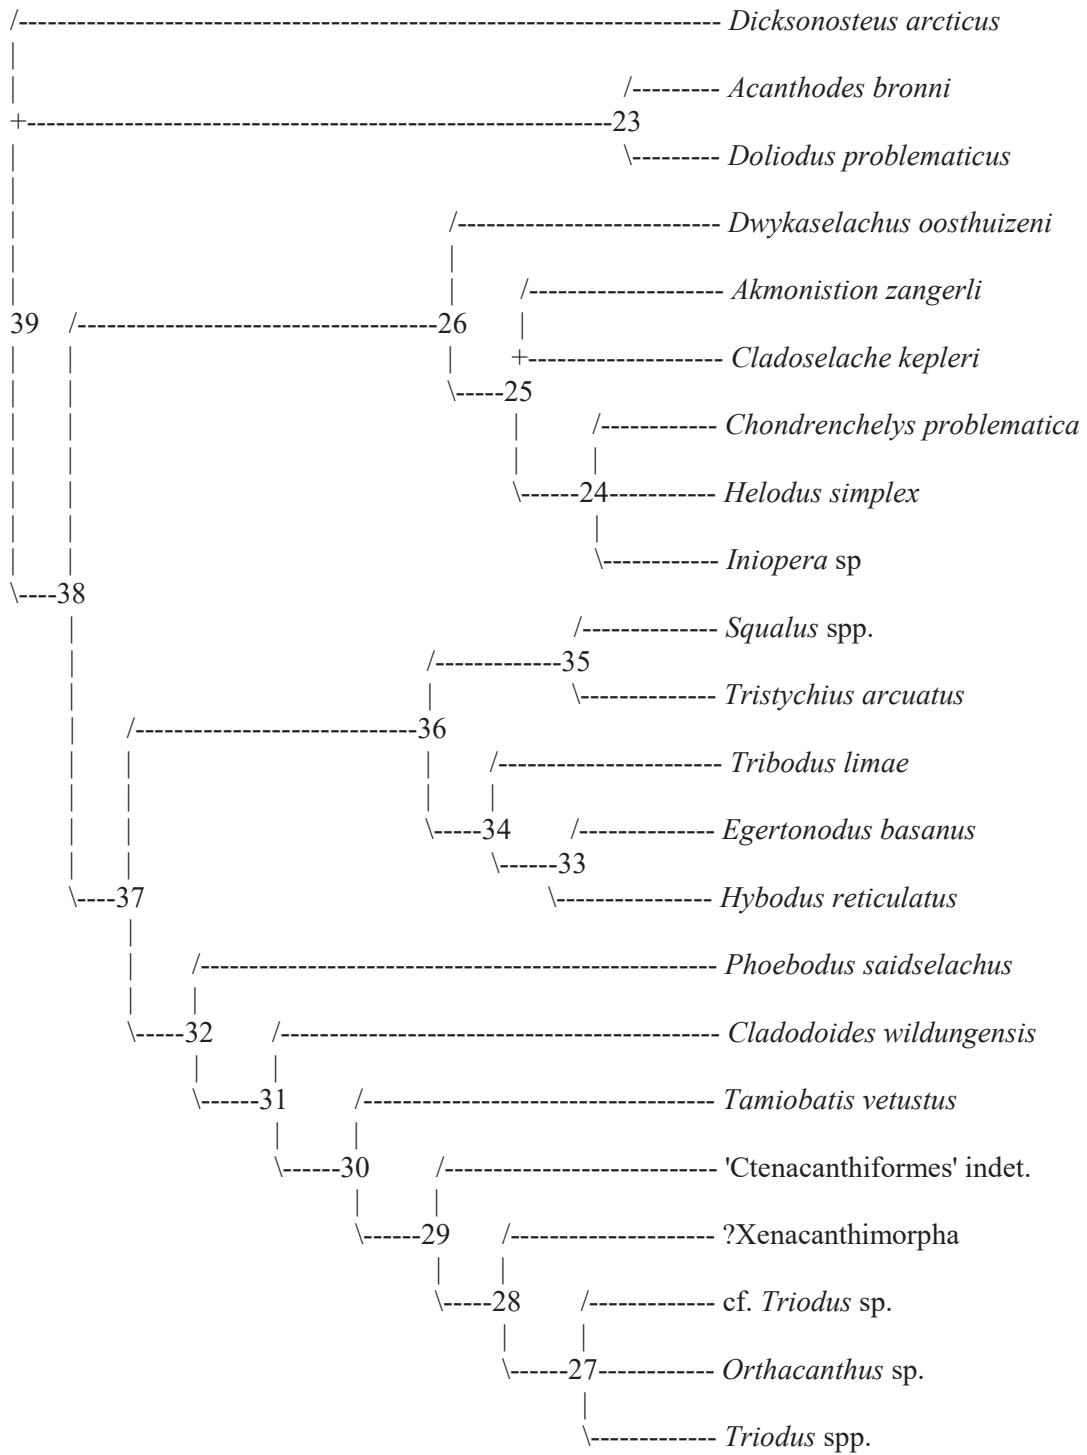 /------------------------------------------------------------------------ Dicksonosteus arcticus
|
| /--------- Acanthodes bronni
+------------------------------------------------------------23
| \--------- Doliodus problematicus
|
| /--------------------------- Dwykaselachus oosthuizeni
| |
| | /-------------------- Akmonistion zangerli
39 /-------------------------------------26 |
| | | +-------------------- Cladoselache kepleri
| | \-----25
| | | /------------ Chondrenchelys problematica
| | | |
| | \------24----------- Helodus simplex
| | |
| | \------------ Iniopera sp
\----38
| /-------------- Squalus spp.
| /-------------35
| | \-------------- Tristychius arcuatus
| /-----------------------------36
| | | /----------------------- Tribodus limae
| | | |
| | \-----34 /-------------- Egertonodus basanus
| | \------33
\----37 \---------------- Hybodus reticulatus
|
| /----------------------------------------------------- Phoebodus saidselachus
| |
\-----32 /--------------------------------------------- Cladodoides wildungensis
| |
\------31 /------------------------------------ Tamiobatis vetustus
| |
\------30 /---------------------------- 'Ctenacanthiformes' indet.
| |
\------29 /--------------------- ?Xenacanthimorpha
| |
\-----28 /------------- cf. Triodus sp.
| |
\------27------------ Orthacanthus sp.
|
\------------- Triodus spp.